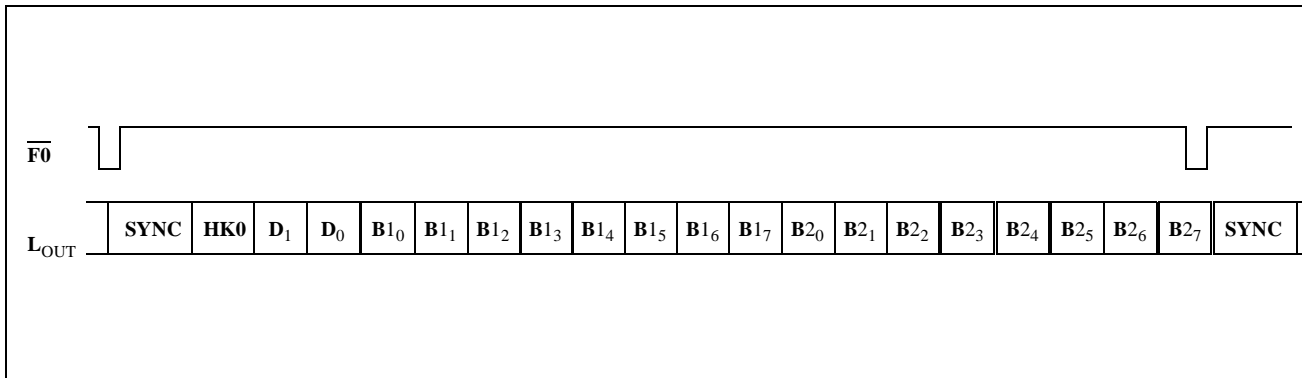 F0
L_OUT SYNC HK0 D₁ D₀ B1₀ B1₁ B1₂ B1₃ B1₄ B1₅ B1₆ B1₇ B2₀ B2₁ B2₂ B2₃ B2₄ B2₅ B2₆ B2₇ SYNC